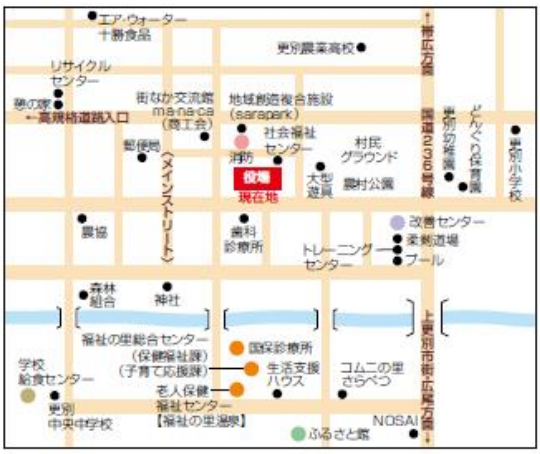 エア・ウォーター
十勝食品
↑帯広方面
更別農業高校
リサイクル
センター
憩の家
←高規格道路入口
街なか交流館
ma・na・ca
(商工会)
地域創造複合施設
(sarapark)
国道236号線
更別幼稚園
どんぐり保育園
更別小学校
郵便局
〈メインストリート〉
消防
社会福祉
センター
村民
グラウンド
役場
現在地
大型
遊具
農村公園
農協
歯科
診療所
改善センター
柔剣道場
トレーニング
センター
プール
森林
組合
神社
上更別市街・広尾方面→
福祉の里総合センター
(保健福祉課)
(子育て応援課)
国保診療所
生活支援
ハウス
老人保健
福祉センター
【福祉の里温泉】
コムニの里
さらべつ
学校
給食センター
更別
中央中学校
ふるさと館
NOSAI